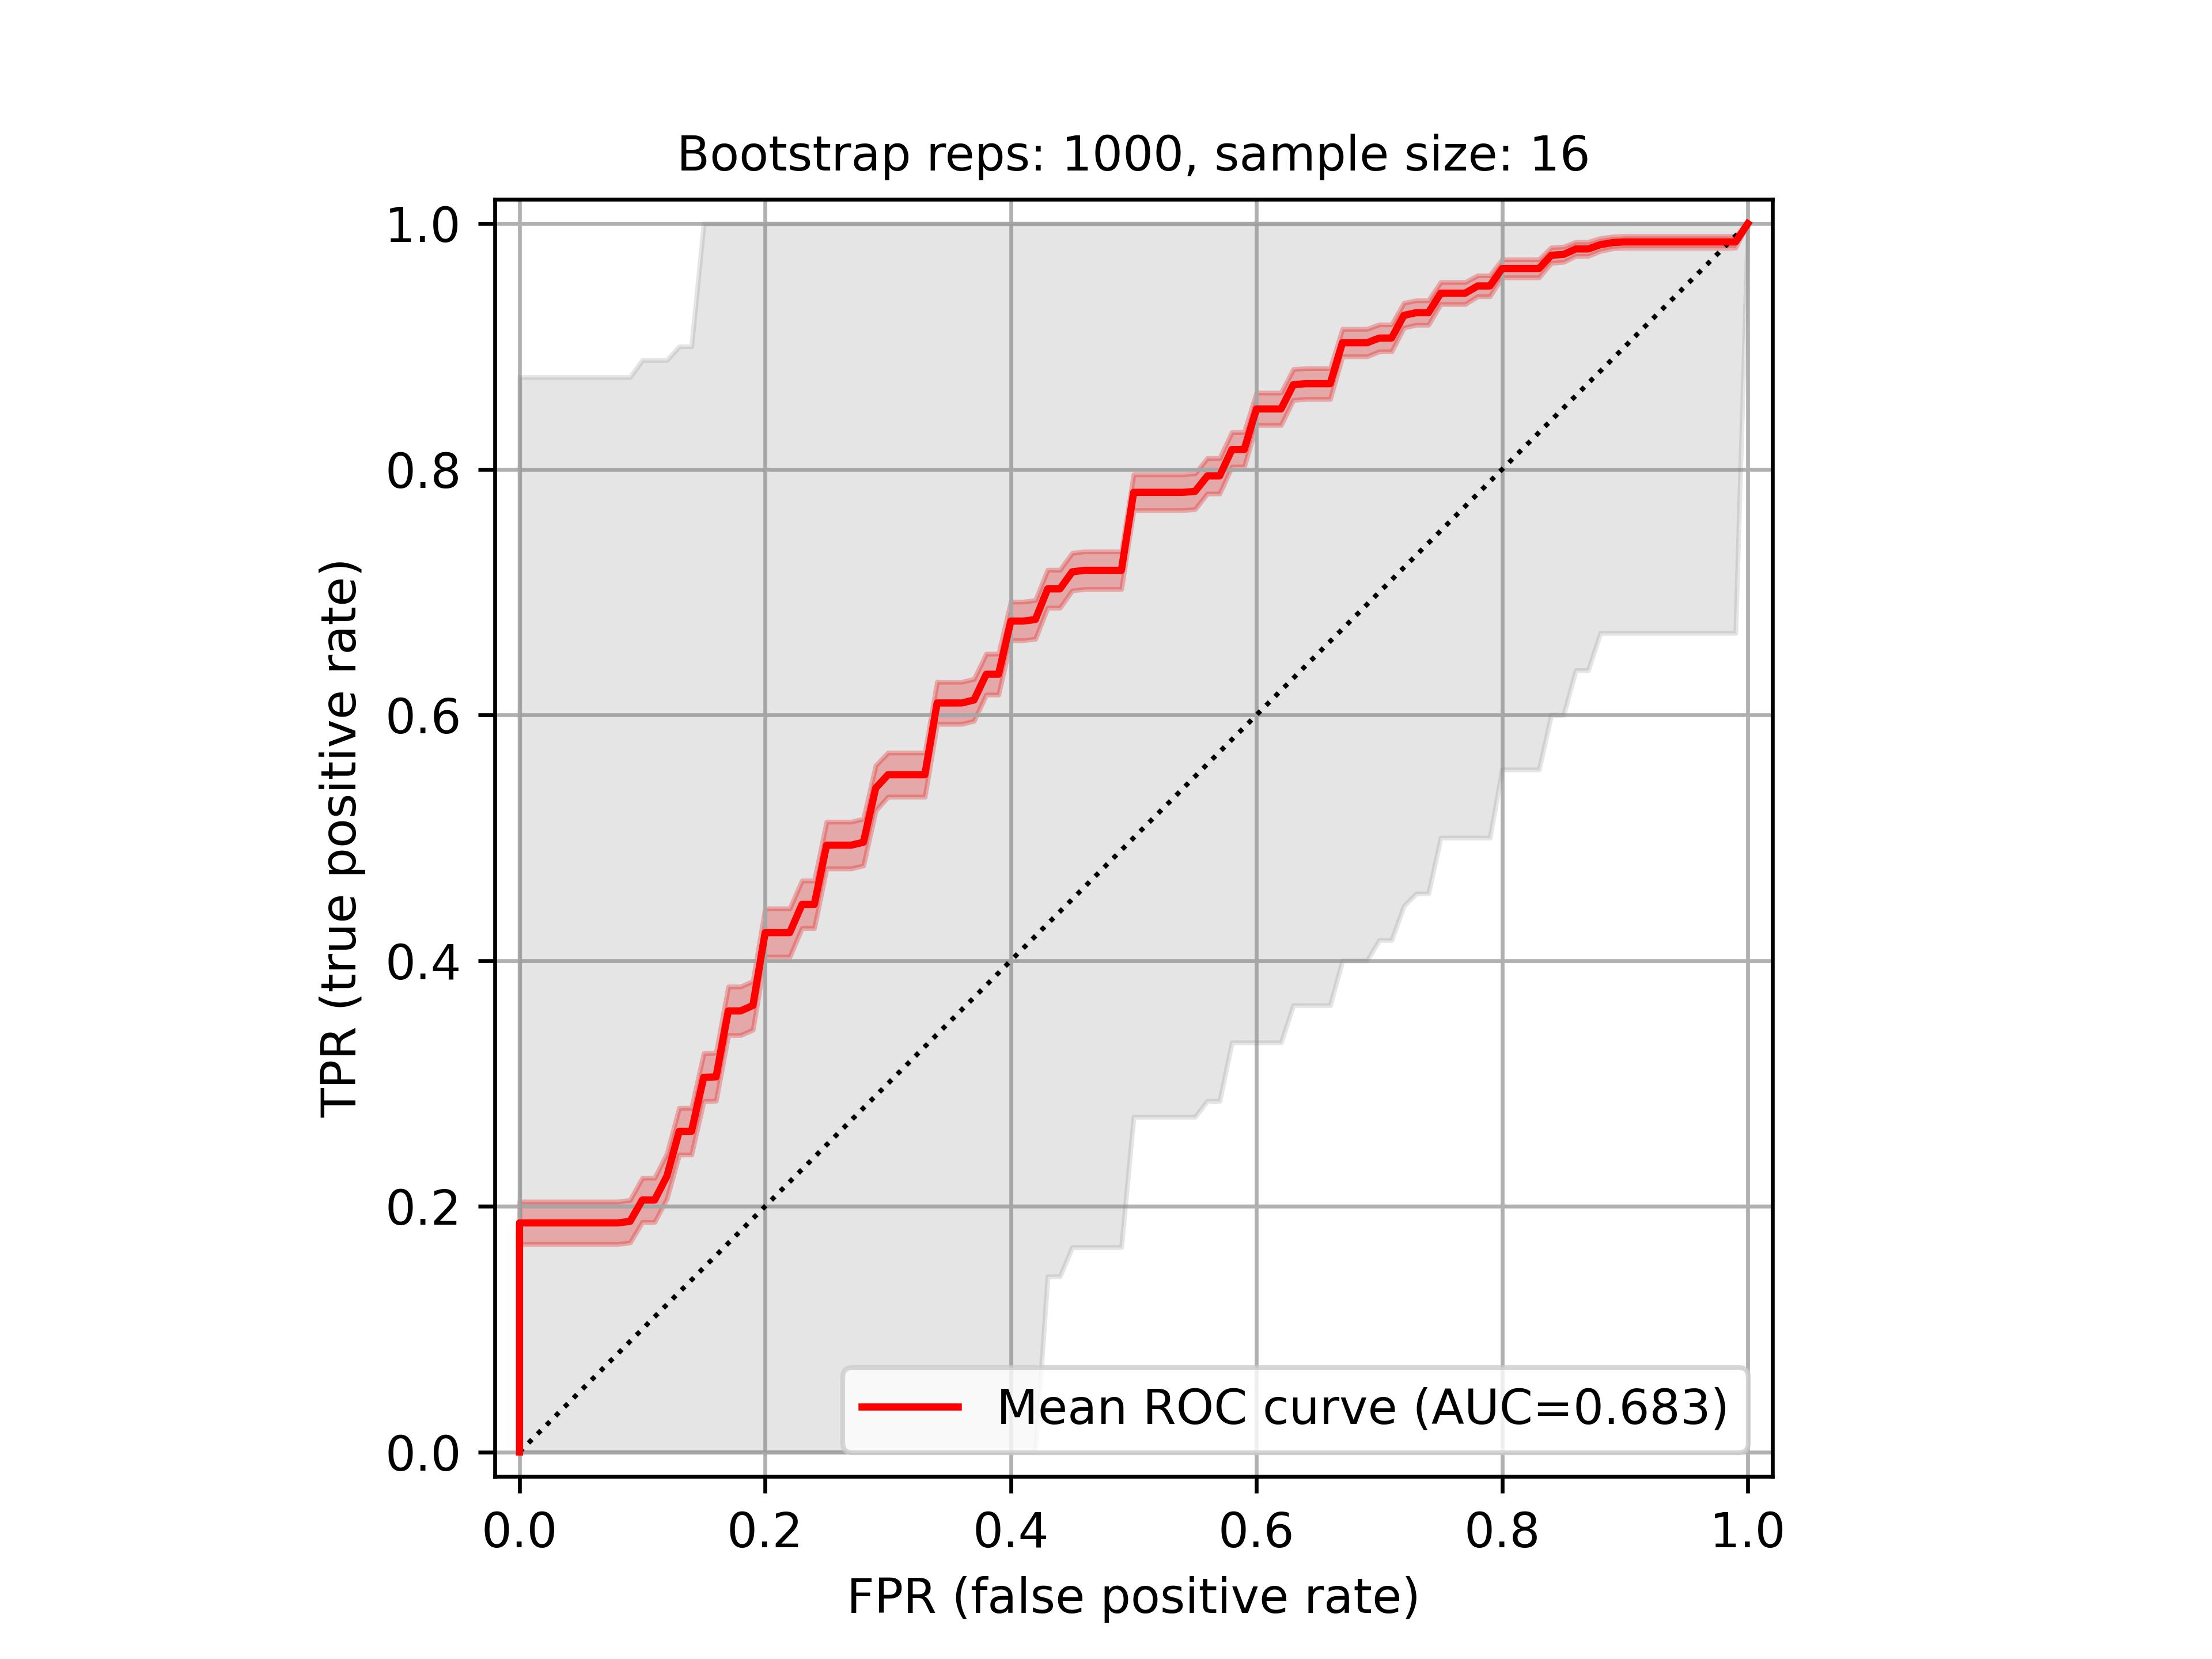 Bootstrap reps: 1000, sample size: 16
1.0
0.8
0.6
0.4
0.2
0.0
TPR (true positive rate)
Mean ROC curve (AUC=0.683)
0.0 0.2 0.4 0.6 0.8 1.0
FPR (false positive rate)